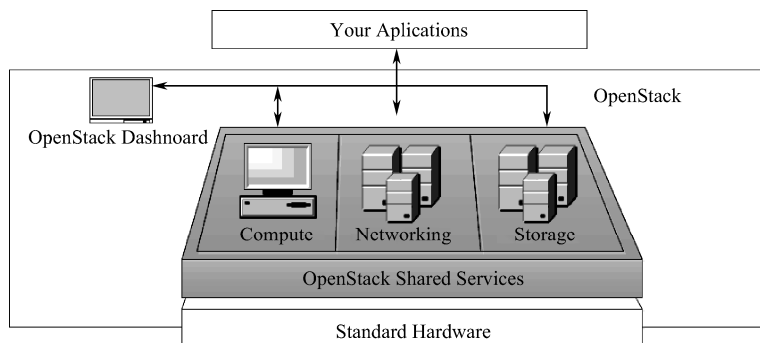 Your Aplications
OpenStack
OpenStack Dashnoard
Compute
Networking
Storage
OpenStack Shared Services
Standard Hardware